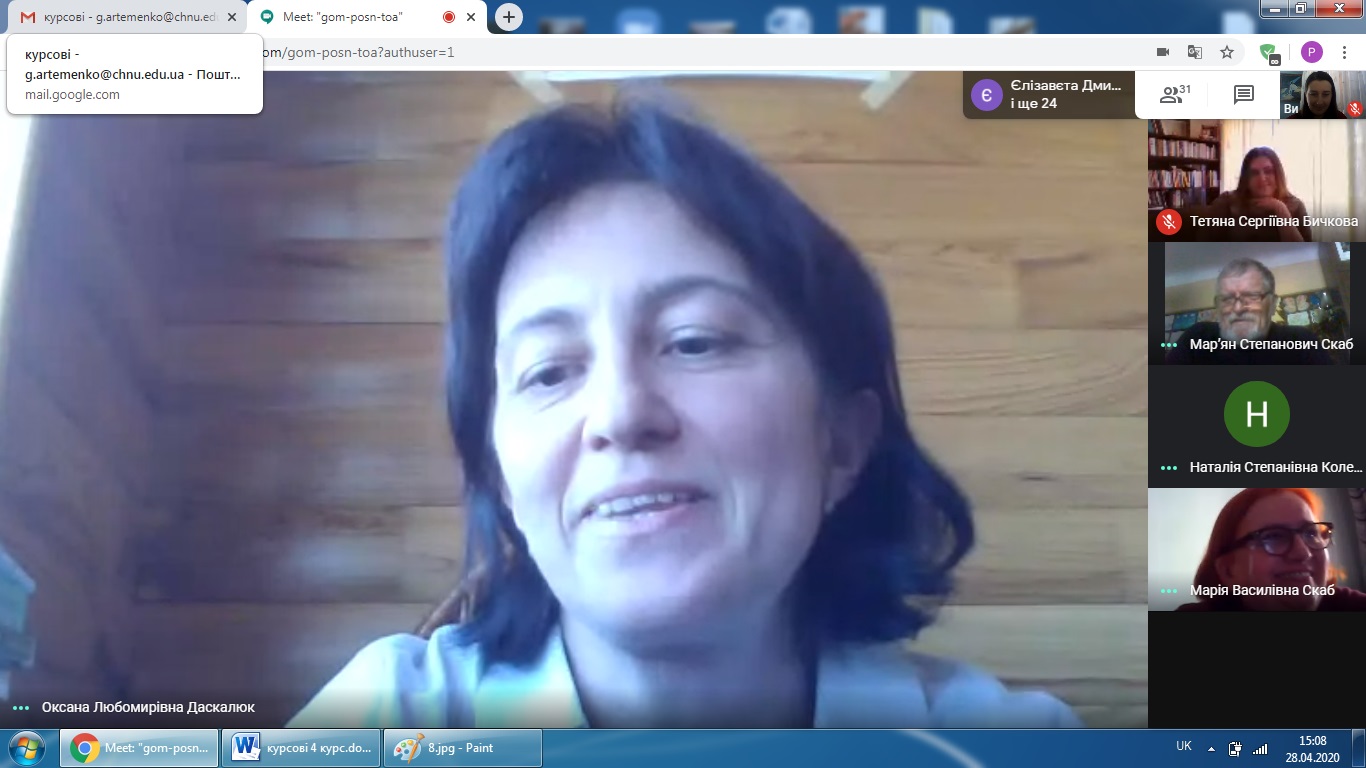 курсові - g.artemenko@chnu.ed
Meet: "gom-posn-toa"
курсові -
g.artemenko@chnu.edu.ua - Пошт...
mail.google.com
om/gom-posn-toa?authuser=1
P
Є
Єлізавєта Дми...
і ще 24
31
Ви
Тетяна Сергіївна Бичкова
Мар'ян Степанович Скаб
Н
Наталія Степанівна Коле...
Марія Василівна Скаб
Оксана Любомирівна Даскалюк
Meet: "gom-posn...
курсові 4 курс.do...
8.jpg - Paint
UK
15:08
28.04.2020